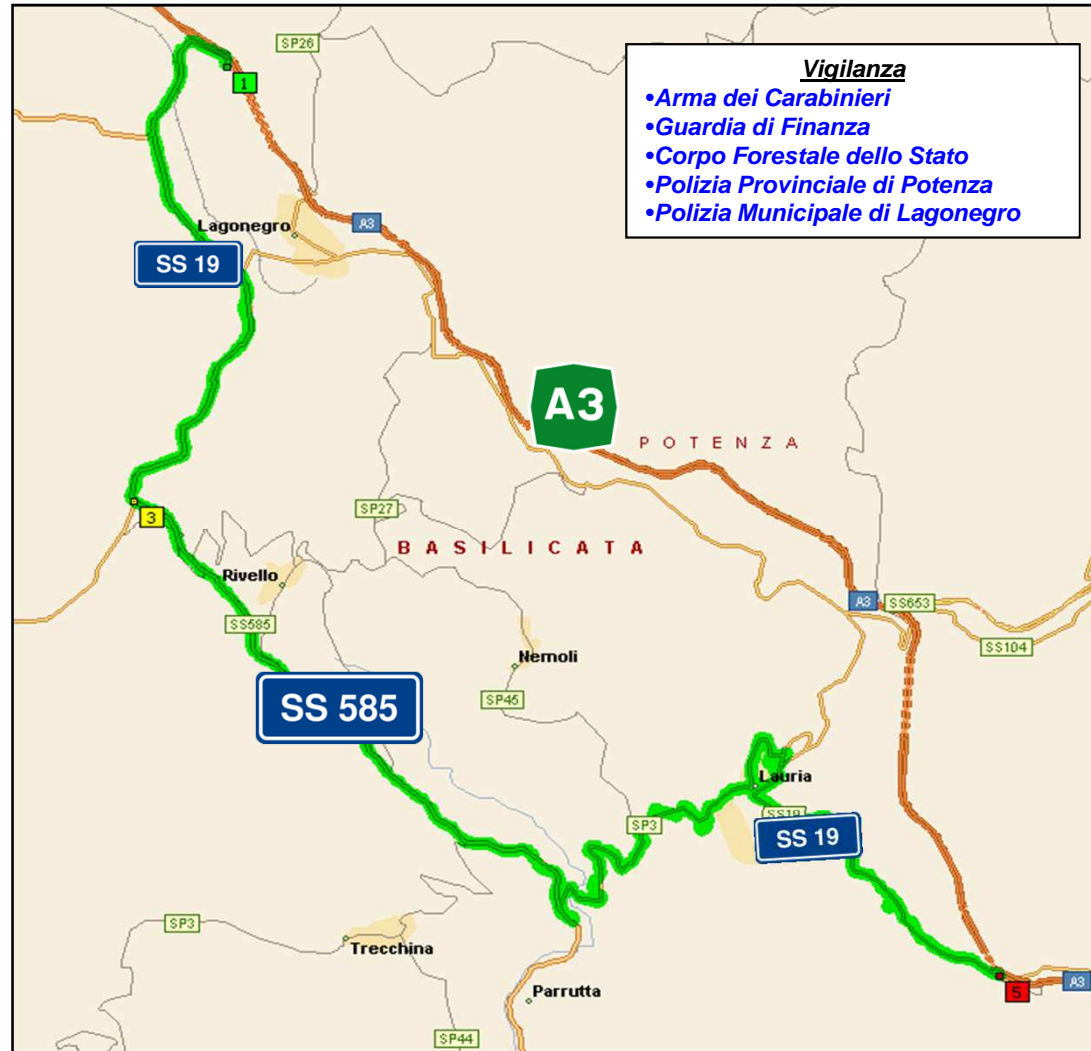 SP26
1
Vigilanza
•Arma dei Carabinieri
•Guardia di Finanza
•Corpo Forestale dello Stato
•Polizia Provinciale di Potenza
•Polizia Municipale di Lagonegro
Lagonegro
A3
SS 19
A3
POTENZA
3
SP27
BASILICATA
Rivello
SS585
A3
SS653
SS104
Nemoli
SP45
SS 585
Lauria
SP3
SS19
SS 19
SP3
Trecchina
Parrutta
5
A3
SP44